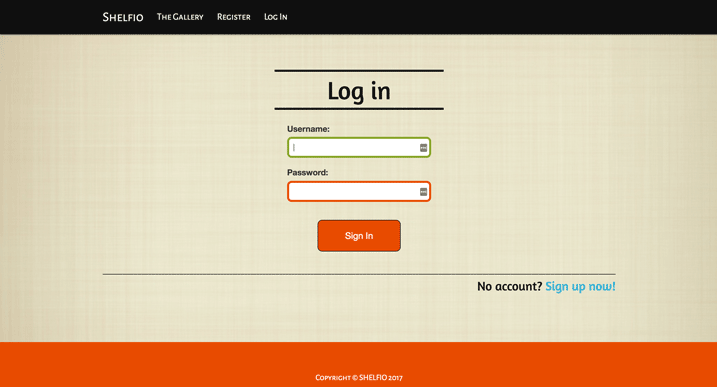 Shelfio The Gallery Register Log In
Log in
Username:
Password:
Sign In
No account? Sign up now!
Copyright © SHELFIO 2017